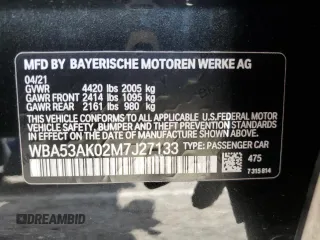 MFD BY BAYERISCHE MOTOREN WERKE AG
04/21
GVWR 4420 lbs 2005 kg
GAWR FRONT 2414 lbs 1095 kg
GAWR REAR 2161 lbs 980 kg
THIS VEHICLE CONFORMS TO ALL APPLICABLE U.S. FEDERAL MOTOR
VEHICLE SAFETY, BUMPER, AND THEFT PREVENTION STANDARDS IN EFFECT
ON THE DATE OF MANUFACTURE SHOWN ABOVE.
WBA53AK02M7J27133 TYPE: PASSENGER CAR
475
7 315 814
DREAMBID